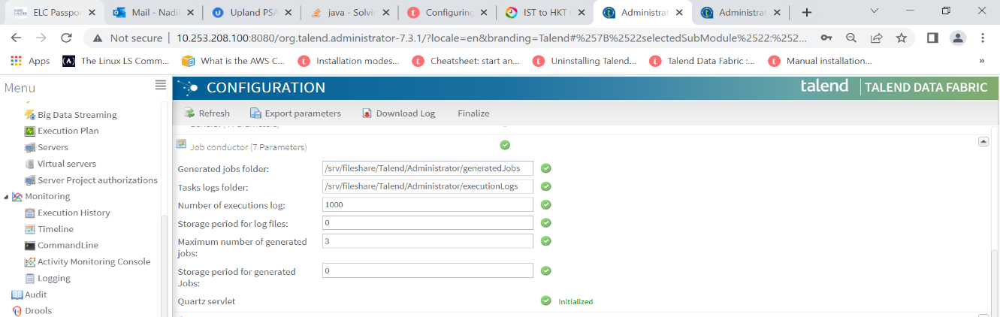 ELC Passpor
Mail - Nadil
Upland PSA
java - Solvin
Configuring
IST to HKT
Administrat
Administrat
Not secure | 10.253.208.100:8080/org.talend.administrator-7.3.1/?locale=en&branding=Talend#%257B%2522selectedSubModule%2522:%252...
Apps
The Linux LS Comm...
What is the AWS C...
Installation modes...
Cheatsheet: start an...
Uninstalling Talend...
Talend Data Fabric :...
Manual installation...
»
Menu
CONFIGURATION
talend | TALEND DATA FABRIC
Refresh
Export parameters
Download Log
Finalize
Big Data Streaming
Execution Plan
Servers
Virtual servers
Server Project authorizations
Monitoring
Execution History
Timeline
CommandLine
Activity Monitoring Console
Logging
Audit
Drools
Job conductor (7 Parameters)
Generated jobs folder: /srv/fileshare/Talend/Administrator/generatedJobs
Tasks logs folder: /srv/fileshare/Talend/Administrator/executionLogs
Number of executions log: 1000
Storage period for log files: 0
Maximum number of generated 3
jobs:
Storage period for generated 0
Jobs:
Quartz servlet Initialized